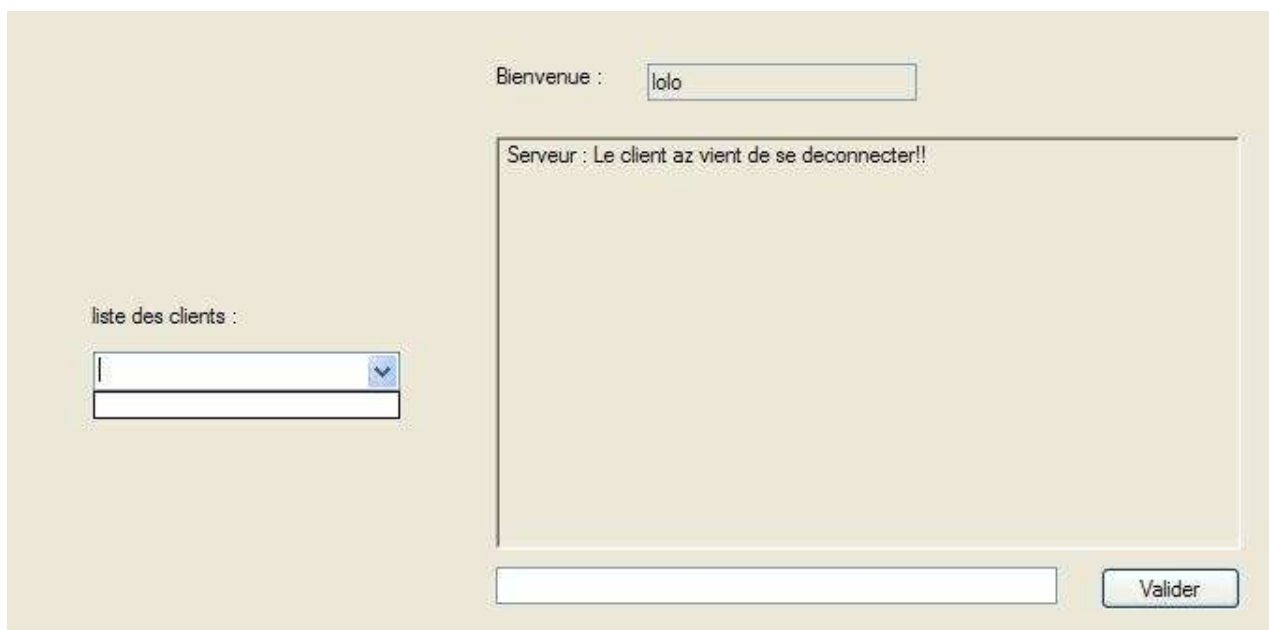 Bienvenue : lolo
Serveur : Le client az vient de se deconnecter!!
liste des clients :
Valider